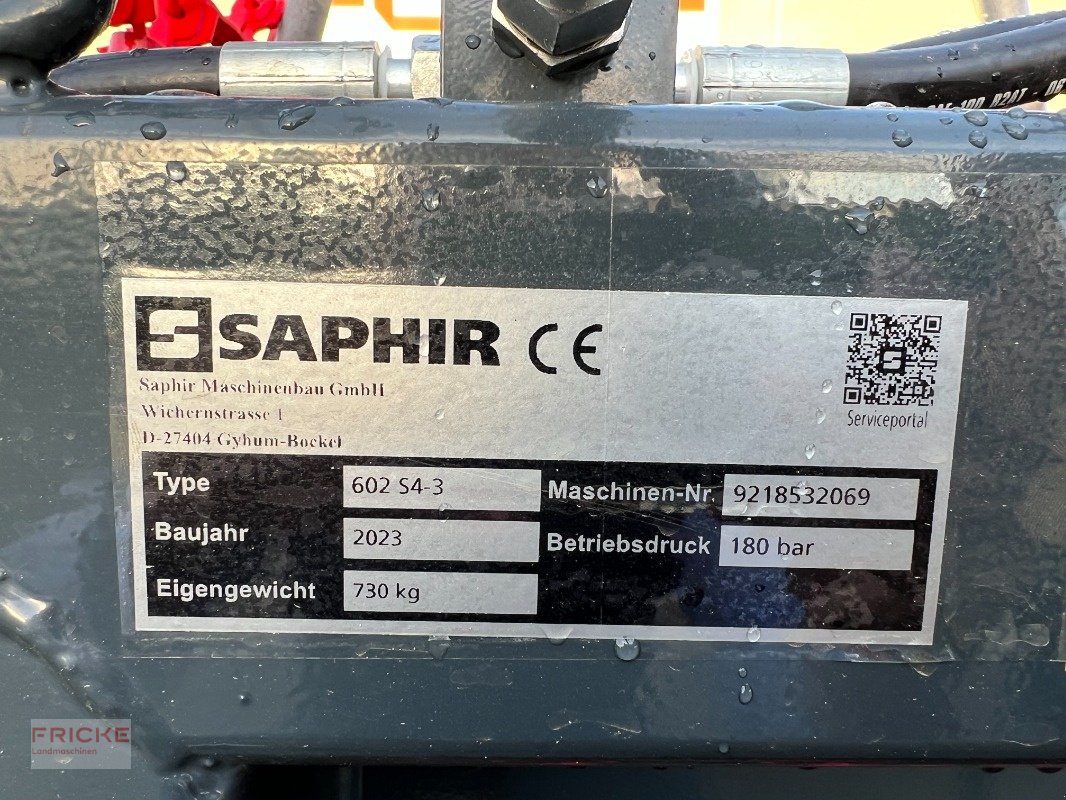 R2AT
SAPHIR CE
Saphir Maschinenbau GmbH
Wichernstrasse 1
D-27404 Gyhum-Bockel
Serviceportal
Type 602 S4-3
Maschinen-Nr. 9218532069
Baujahr 2023
Betriebsdruck 180 bar
Eigengewicht 730 kg
FRICKE
Landmaschinen